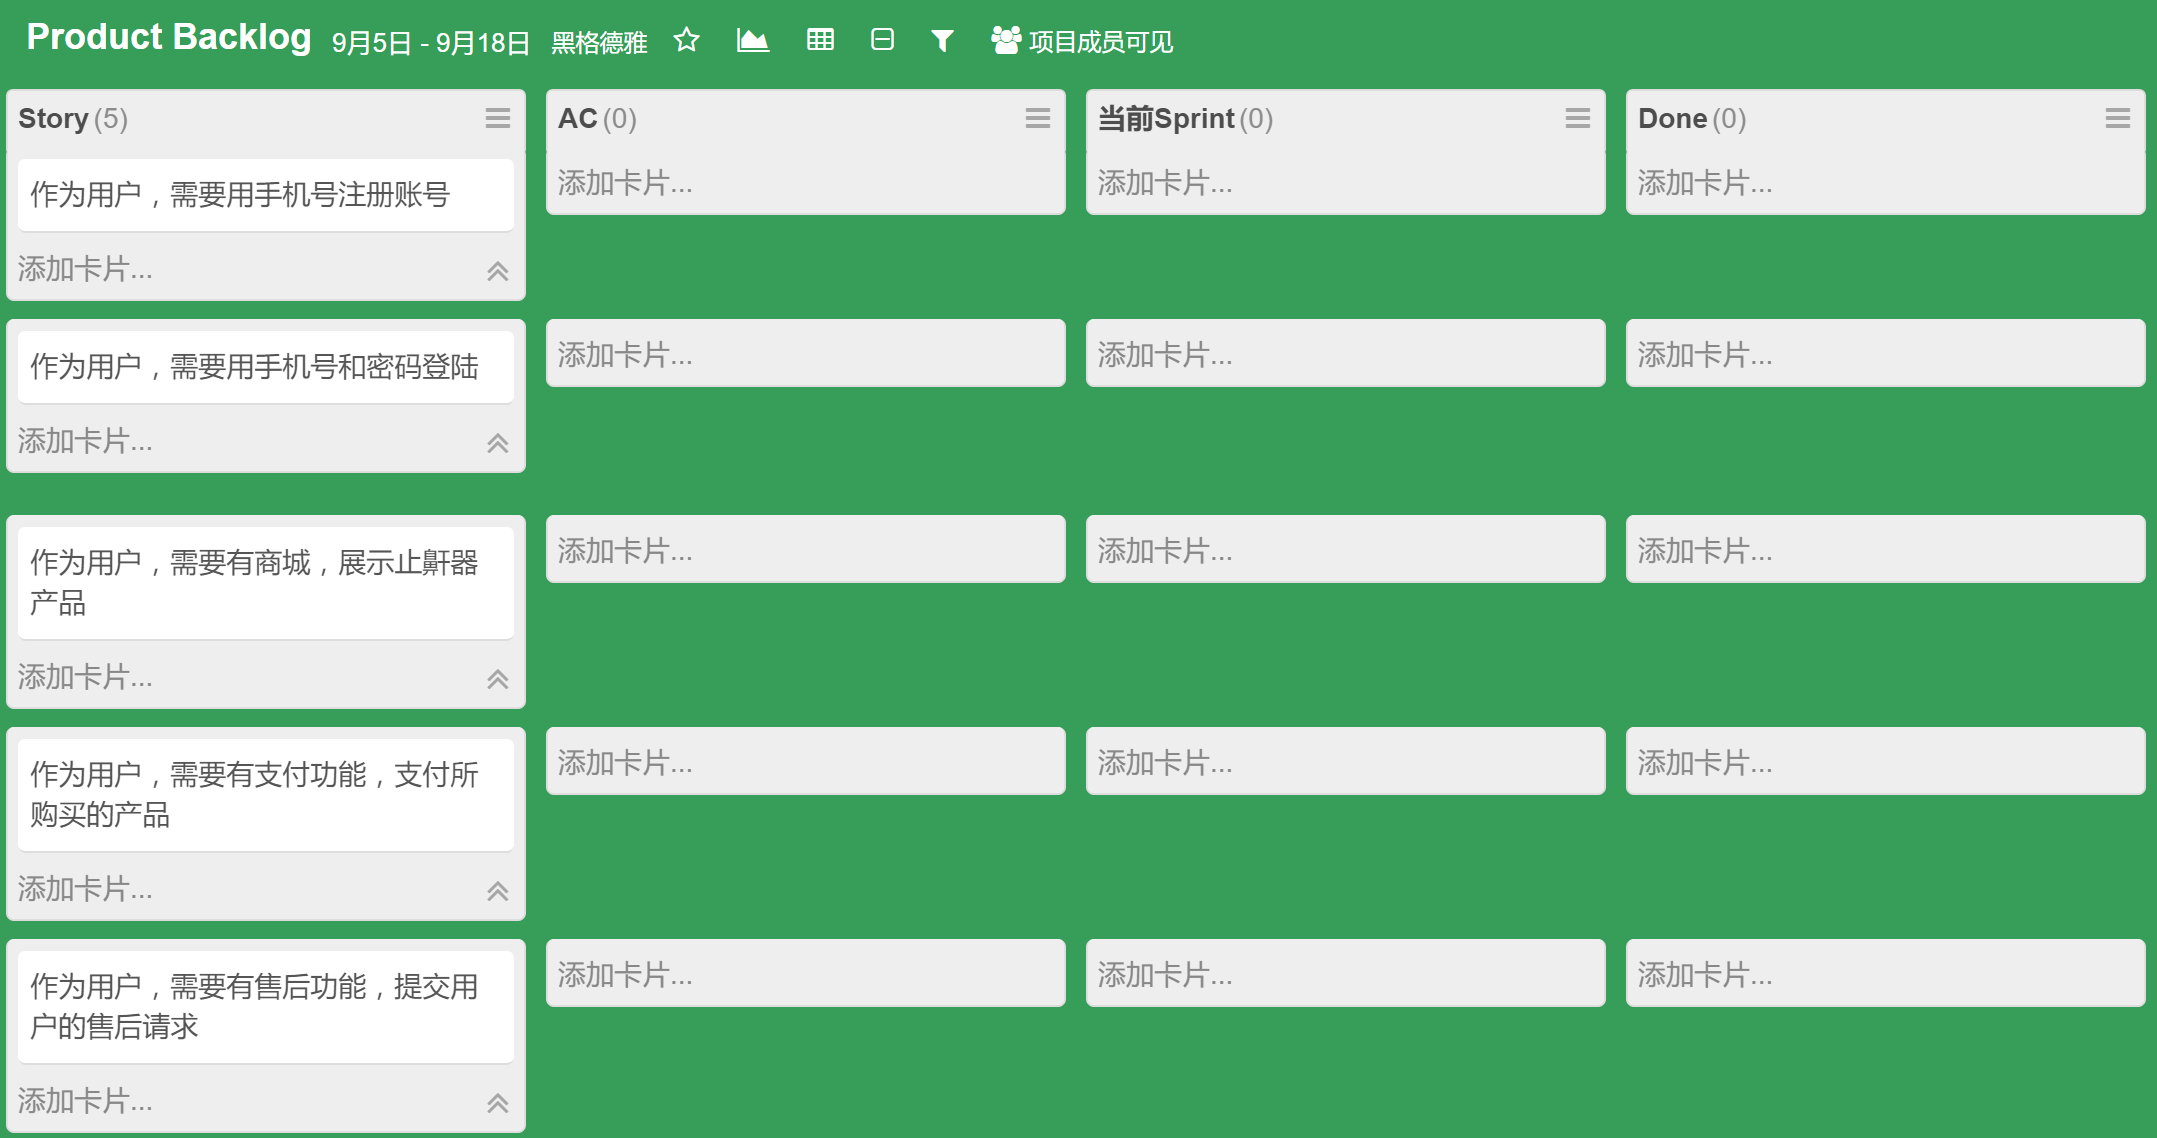 Product Backlog 9月5日 - 9月18日 黑格德雅 项目成员可见
Story (5)
AC (0)
当前Sprint (0)
Done (0)
作为用户，需要用手机号注册账号
添加卡片...
添加卡片...
添加卡片...
添加卡片...
作为用户，需要用手机号和密码登陆
添加卡片...
添加卡片...
添加卡片...
添加卡片...
作为用户，需要有商城，展示止鼾器
产品
添加卡片...
添加卡片...
添加卡片...
添加卡片...
作为用户，需要有支付功能，支付所
购买的产品
添加卡片...
添加卡片...
添加卡片...
添加卡片...
作为用户，需要有售后功能，提交用
户的售后请求
添加卡片...
添加卡片...
添加卡片...
添加卡片...